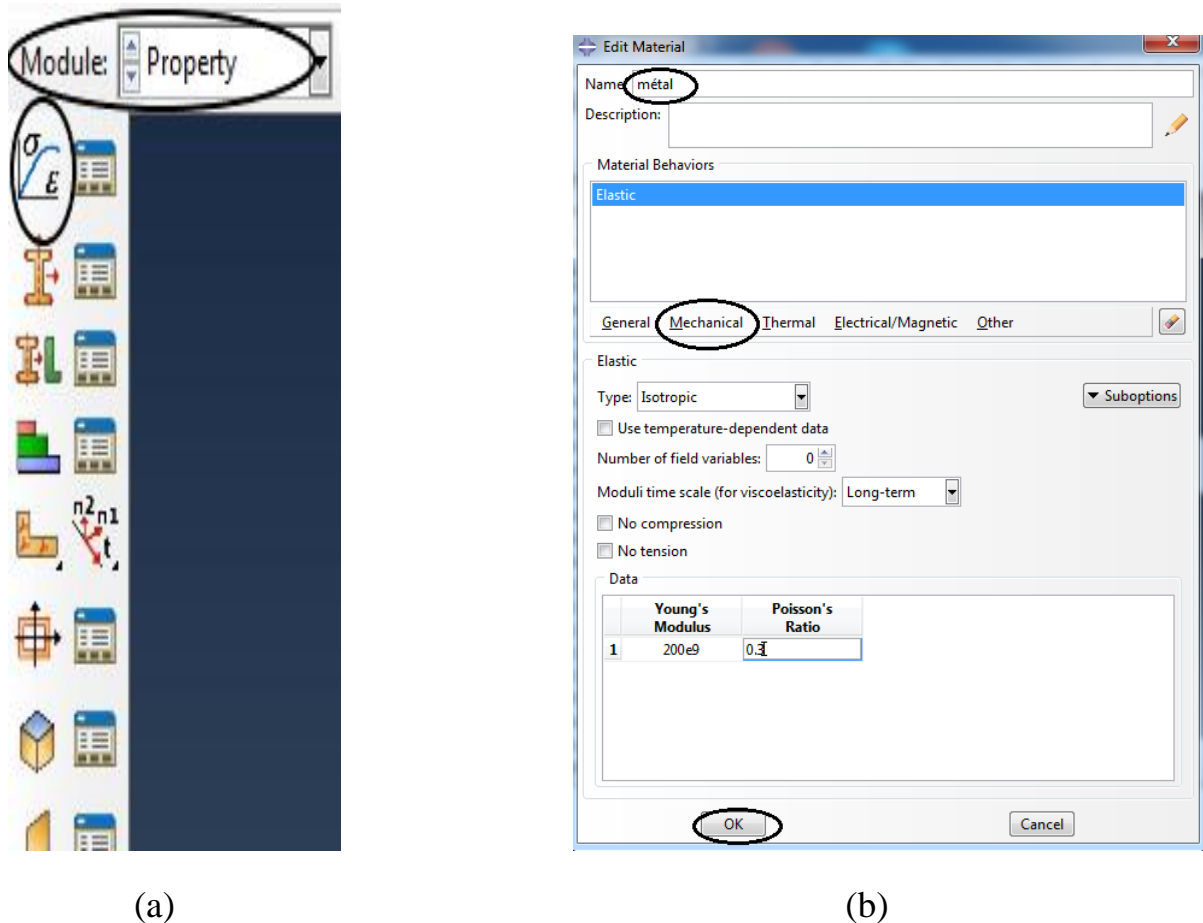 Module: Property
σ
ε
n2 n1
t
(a)
Edit Material
X
Name: métal
Description:
Material Behaviors
Elastic
General Mechanical Thermal Electrical/Magnetic Other
Elastic
Type: Isotropic
Suboptions
Use temperature-dependent data
Number of field variables: 0
Moduli time scale (for viscoelasticity): Long-term
No compression
No tension
Data
Young's Poisson's
Modulus Ratio
1 200e9 0.3
OK Cancel
(b)